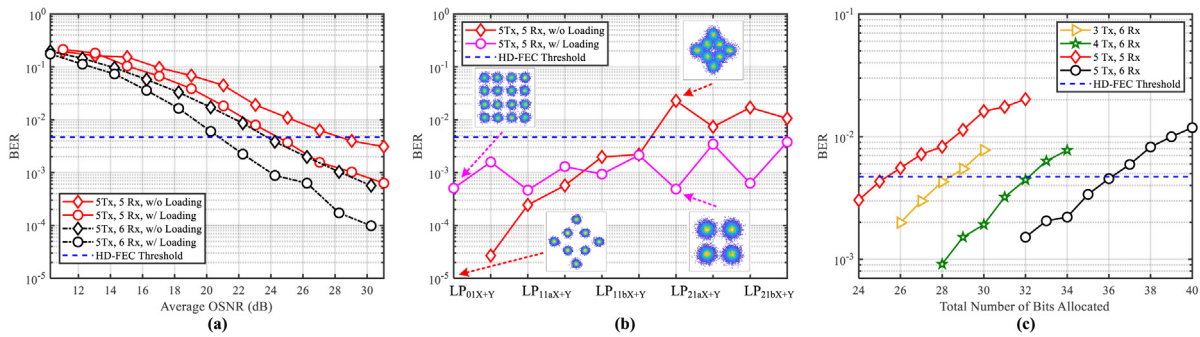 10⁰
10⁻¹
10⁻²
10⁻³
10⁻⁴
10⁻⁵
BER
5Tx, 5 Rx, w/o Loading
5Tx, 5 Rx, w/ Loading
5Tx, 6 Rx, w/o Loading
5Tx, 6 Rx, w/ Loading
HD-FEC Threshold
12 14 16 18 20 22 24 26 28 30
Average OSNR (dB)
(a)
10⁰
10⁻¹
10⁻²
10⁻³
10⁻⁴
10⁻⁵
BER
5Tx, 5 Rx, w/o Loading
5Tx, 5 Rx, w/ Loading
HD-FEC Threshold
LP01X+Y LP11aX+Y LP11bX+Y LP21aX+Y LP21bX+Y
(b)
10⁻¹
10⁻²
10⁻³
BER
3 Tx, 6 Rx
4 Tx, 6 Rx
5 Tx, 5 Rx
5 Tx, 6 Rx
HD-FEC Threshold
24 26 28 30 32 34 36 38 40
Total Number of Bits Allocated
(c)